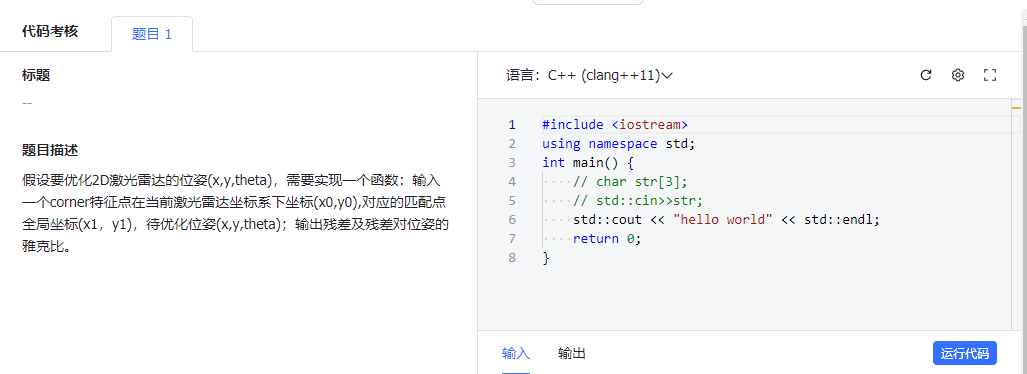 代码考核
题目 1
标题
--
题目描述
假设要优化2D激光雷达的位姿(x,y,theta)，需要实现一个函数：输入
一个corner特征点在当前激光雷达坐标系下坐标(x0,y0),对应的匹配点
全局坐标(x1，y1)，待优化位姿(x,y,theta)；输出残差及残差对位姿的
雅克比。
语言：C++ (clang++11)
1 #include <iostream>
2 using namespace std;
3 int main() {
4 ····// char str[3];
5 ····// std::cin>>str;
6 ····std::cout << "hello world" << std::endl;
7 ····return 0;
8 }
输入
输出
运行代码